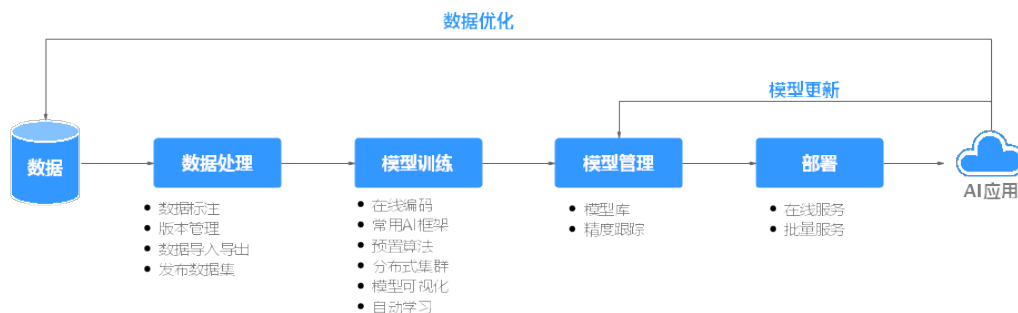 数据优化
模型更新
数据
数据处理
模型训练
模型管理
部署
AI应用
数据标注
版本管理
数据导入导出
发布数据集
在线编码
常用AI框架
预置算法
分布式集群
模型可视化
自动学习
模型库
精度跟踪
在线服务
批量服务